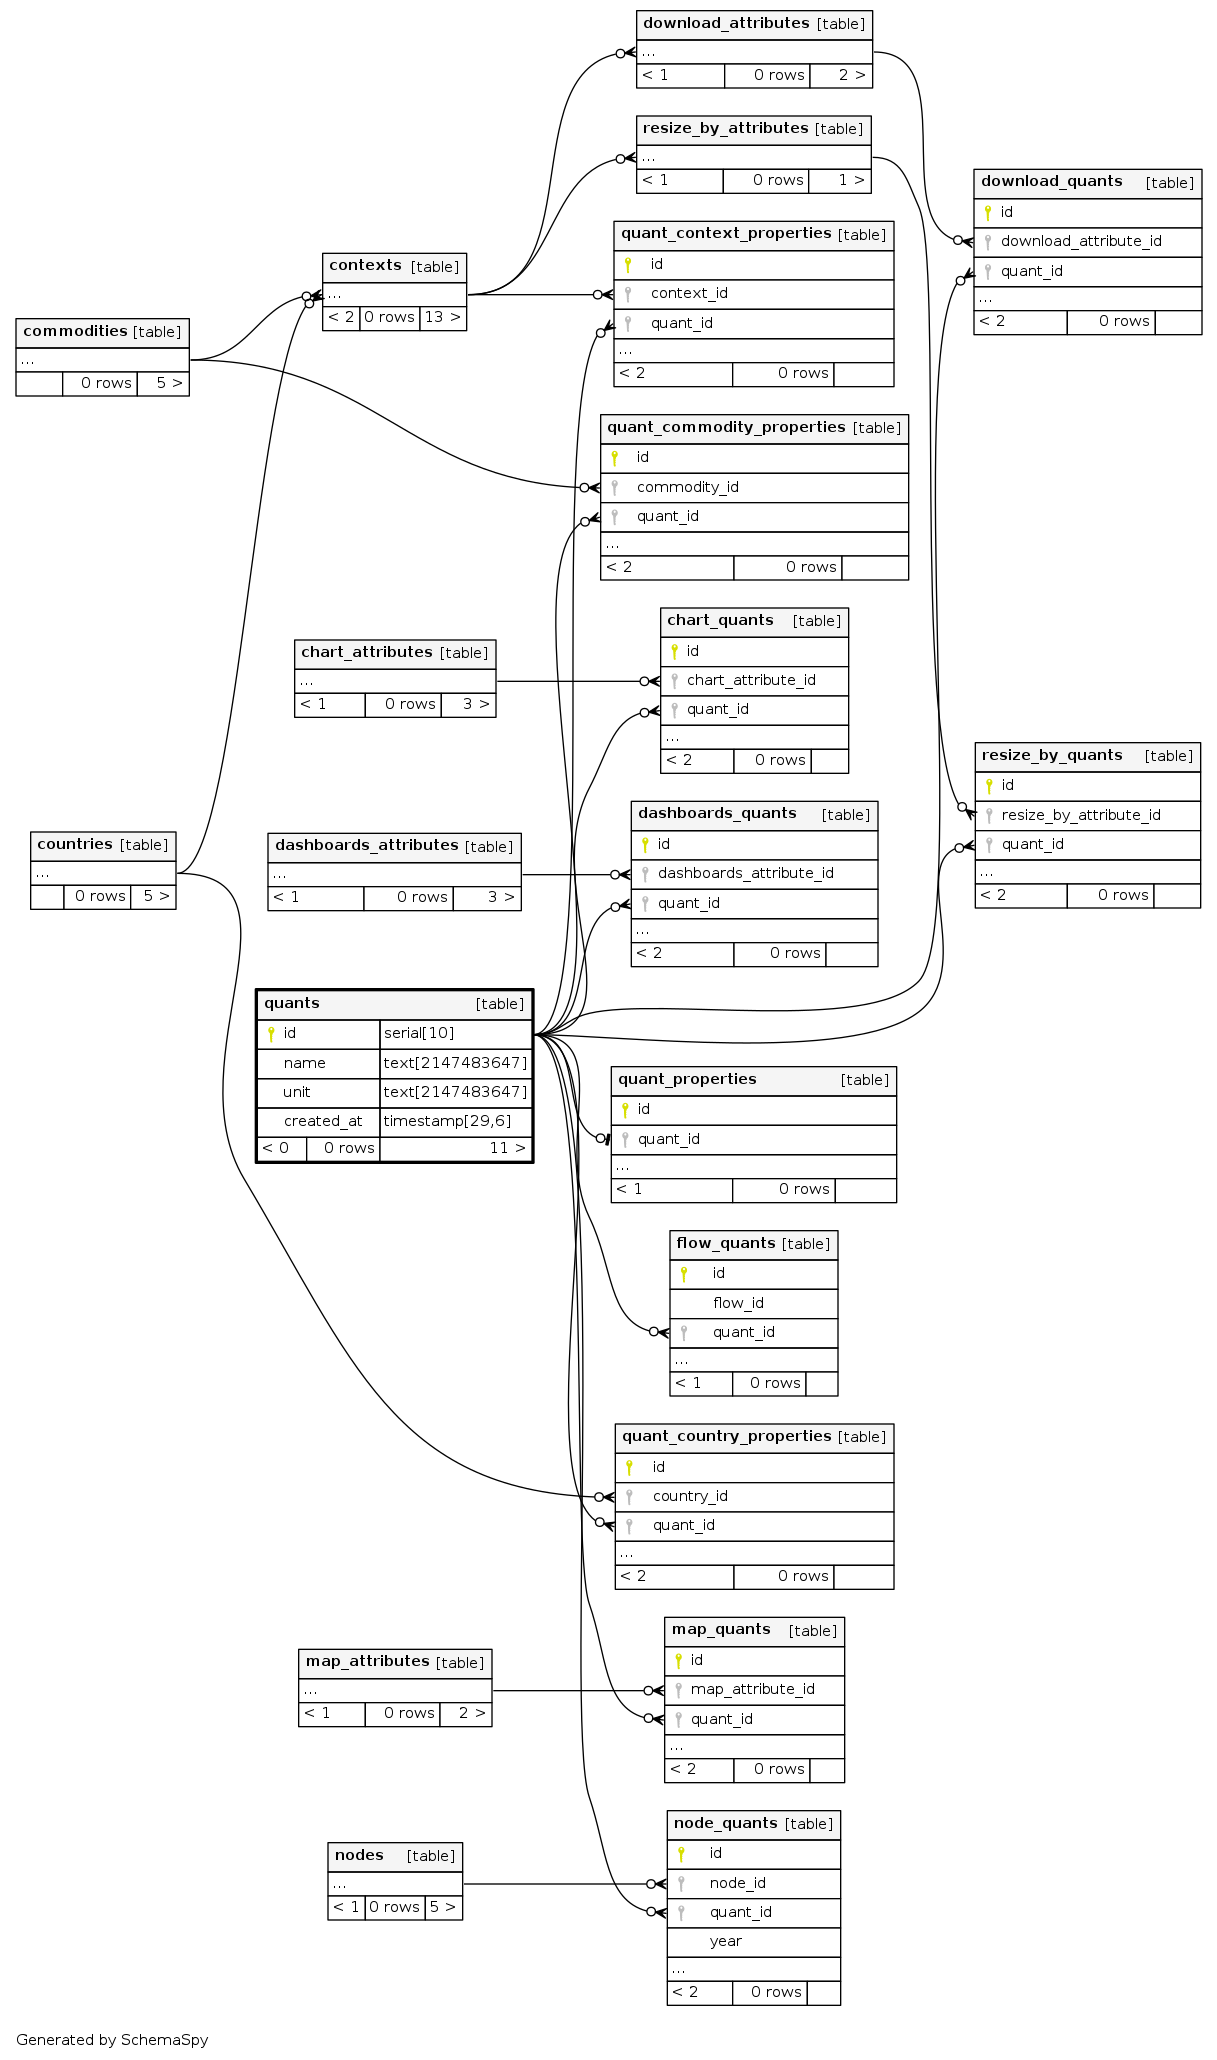 download_attributes [table]
...
< 1 0 rows 2 >
resize_by_attributes [table]
...
< 1 0 rows 1 >
download_quants [table]
id
download_attribute_id
quant_id
...
< 2 0 rows
quant_context_properties [table]
id
context_id
quant_id
...
< 2 0 rows
contexts [table]
...
< 2 0 rows 13 >
commodities [table]
...
0 rows 5 >
quant_commodity_properties [table]
id
commodity_id
quant_id
...
< 2 0 rows
chart_quants [table]
id
chart_attribute_id
quant_id
...
< 2 0 rows
chart_attributes [table]
...
< 1 0 rows 3 >
resize_by_quants [table]
id
resize_by_attribute_id
quant_id
...
< 2 0 rows
dashboards_quants [table]
id
dashboards_attribute_id
quant_id
...
< 2 0 rows
countries [table]
...
0 rows 5 >
dashboards_attributes [table]
...
< 1 0 rows 3 >
quants [table]
id serial[10]
name text[2147483647]
unit text[2147483647]
created_at timestamp[29,6]
< 0 0 rows 11 >
quant_properties [table]
id
quant_id
...
< 1 0 rows
flow_quants [table]
id
flow_id
quant_id
...
< 1 0 rows
quant_country_properties [table]
id
country_id
quant_id
...
< 2 0 rows
map_quants [table]
id
map_attribute_id
quant_id
...
< 2 0 rows
map_attributes [table]
...
< 1 0 rows 2 >
node_quants [table]
id
node_id
quant_id
year
...
< 2 0 rows
nodes [table]
...
< 1 0 rows 5 >
Generated by SchemaSpy